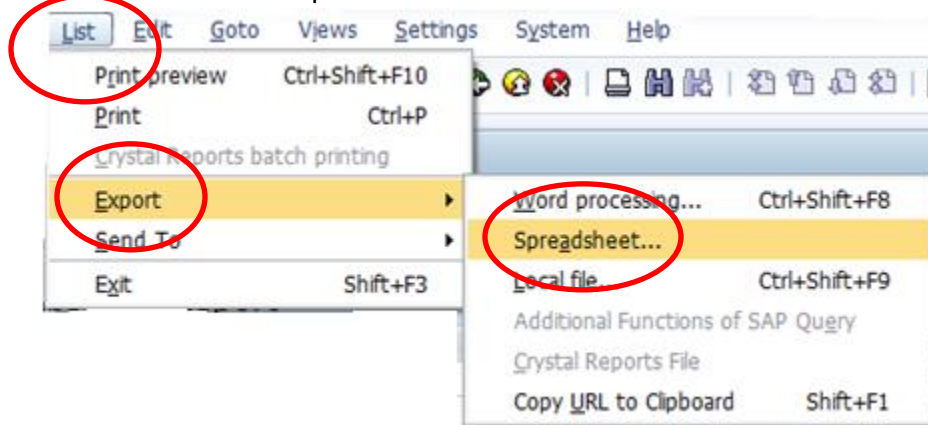 List Edit Goto Views Settings System Help
Print preview Ctrl+Shift+F10
Print Ctrl+P
Crystal Reports batch printing
Export
Send To
Exit Shift+F3
Word processing... Ctrl+Shift+F8
Spreadsheet...
Local file... Ctrl+Shift+F9
Additional Functions of SAP Query
Crystal Reports File
Copy URL to Clipboard Shift+F1